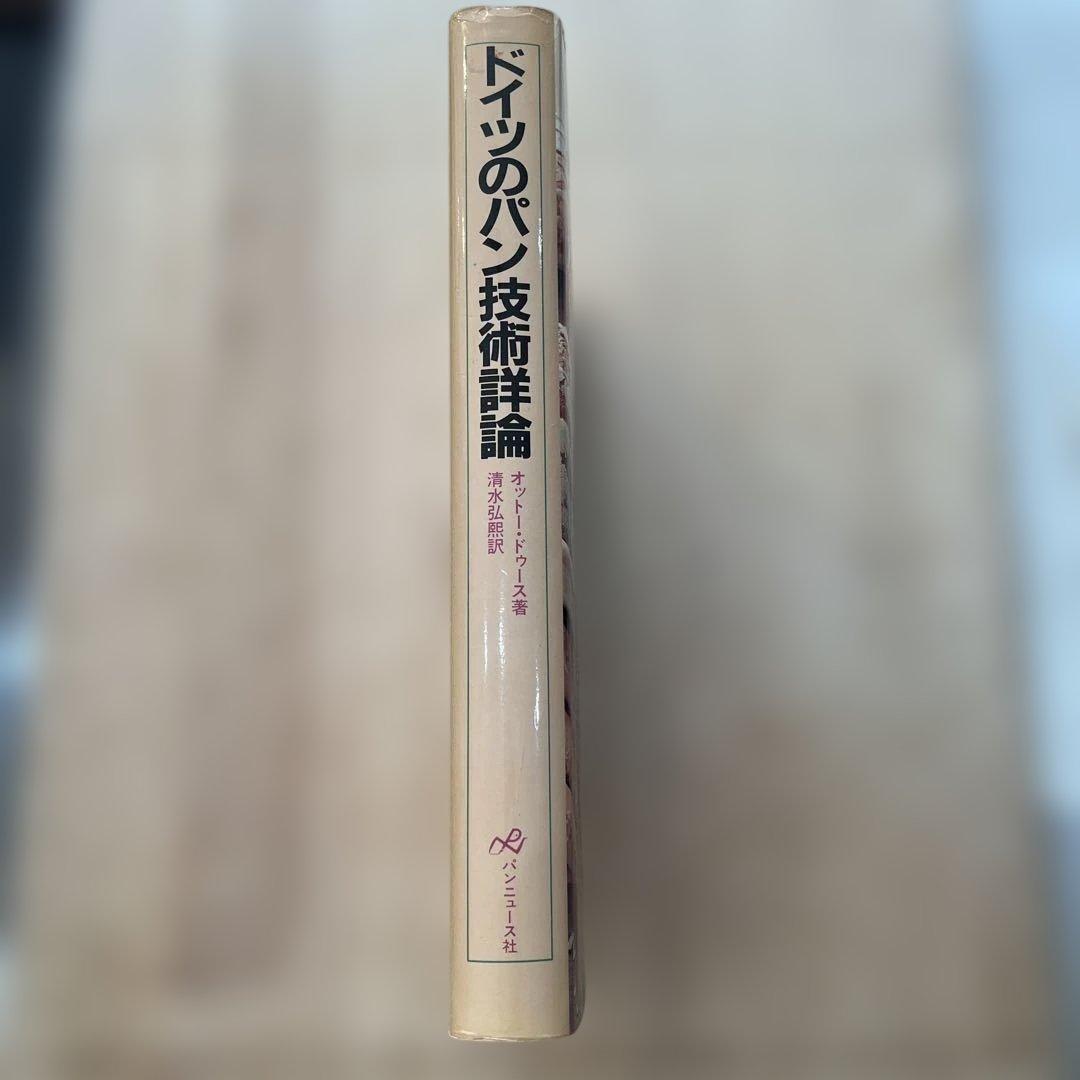 ドイツのパン技術詳論
オットー・ドゥース著
清水弘熙訳
パンニュース社